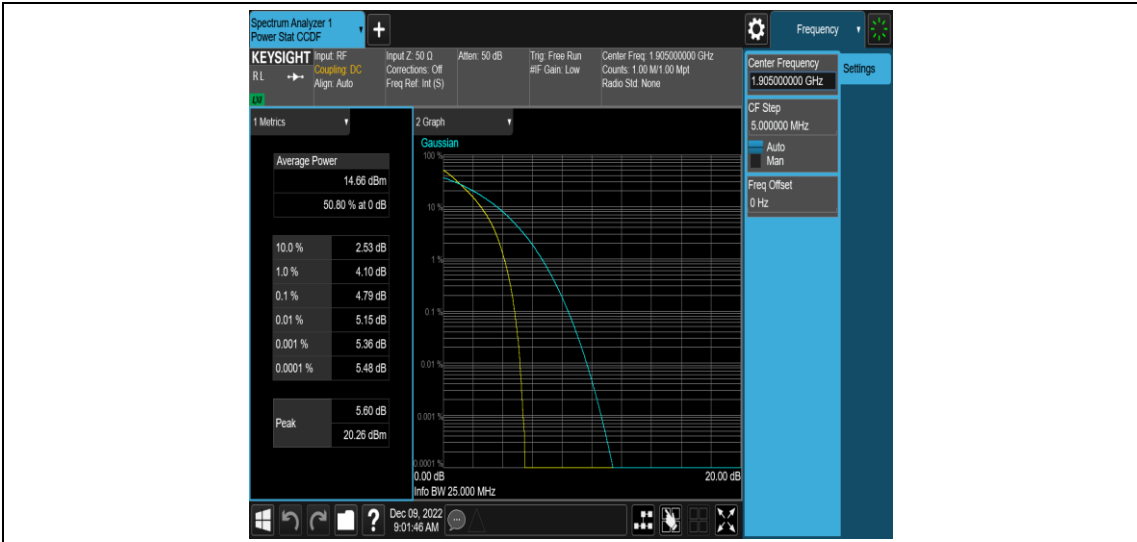 Spectrum Analyzer 1
Power Stat CCDF
+
Frequency
KEYSIGHT
R L
LXI
Input: RF
Coupling: DC
Align: Auto
Input Z: 50 Ω
Corrections: Off
Freq Ref: Int (S)
Atten: 50 dB
Trig: Free Run
#IF Gain: Low
Center Freq: 1.905000000 GHz
Counts: 1.00 M/1.00 Mpt
Radio Std: None
Center Frequency
1.905000000 GHz
Settings
CF Step
5.000000 MHz
Auto
Man
Freq Offset
0 Hz
1 Metrics
Average Power
14.66 dBm
50.80 % at 0 dB
10.0 % 2.53 dB
1.0 % 4.10 dB
0.1 % 4.79 dB
0.01 % 5.15 dB
0.001 % 5.36 dB
0.0001 % 5.48 dB
Peak
5.60 dB
20.26 dBm
2 Graph
Gaussian
100 %
10 %
1 %
0.1 %
0.01 %
0.001 %
0.0001 %
0.00 dB 20.00 dB
Info BW 25.000 MHz
?
Dec 09, 2022
9:01:46 AM